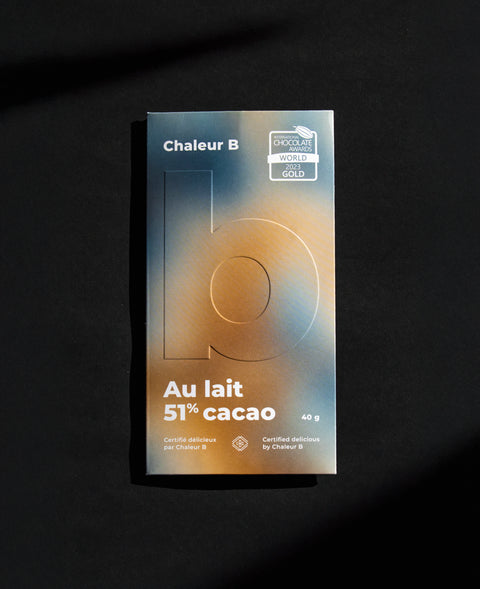 Chaleur B
INTERNATIONAL
CHOCOLATE
AWARDS
WORLD
2023
GOLD
b
Au lait
51% cacao
40 g
Certifié délicieux
par Chaleur B
Certified delicious
by Chaleur B